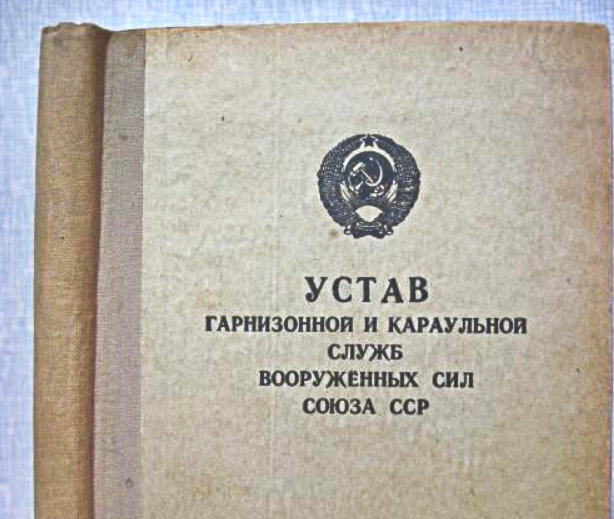 УСТАВ
ГАРНИЗОННОЙ И КАРАУЛЬНОЙ
СЛУЖБ
ВООРУЖЕННЫХ СИЛ
СОЮЗА ССР